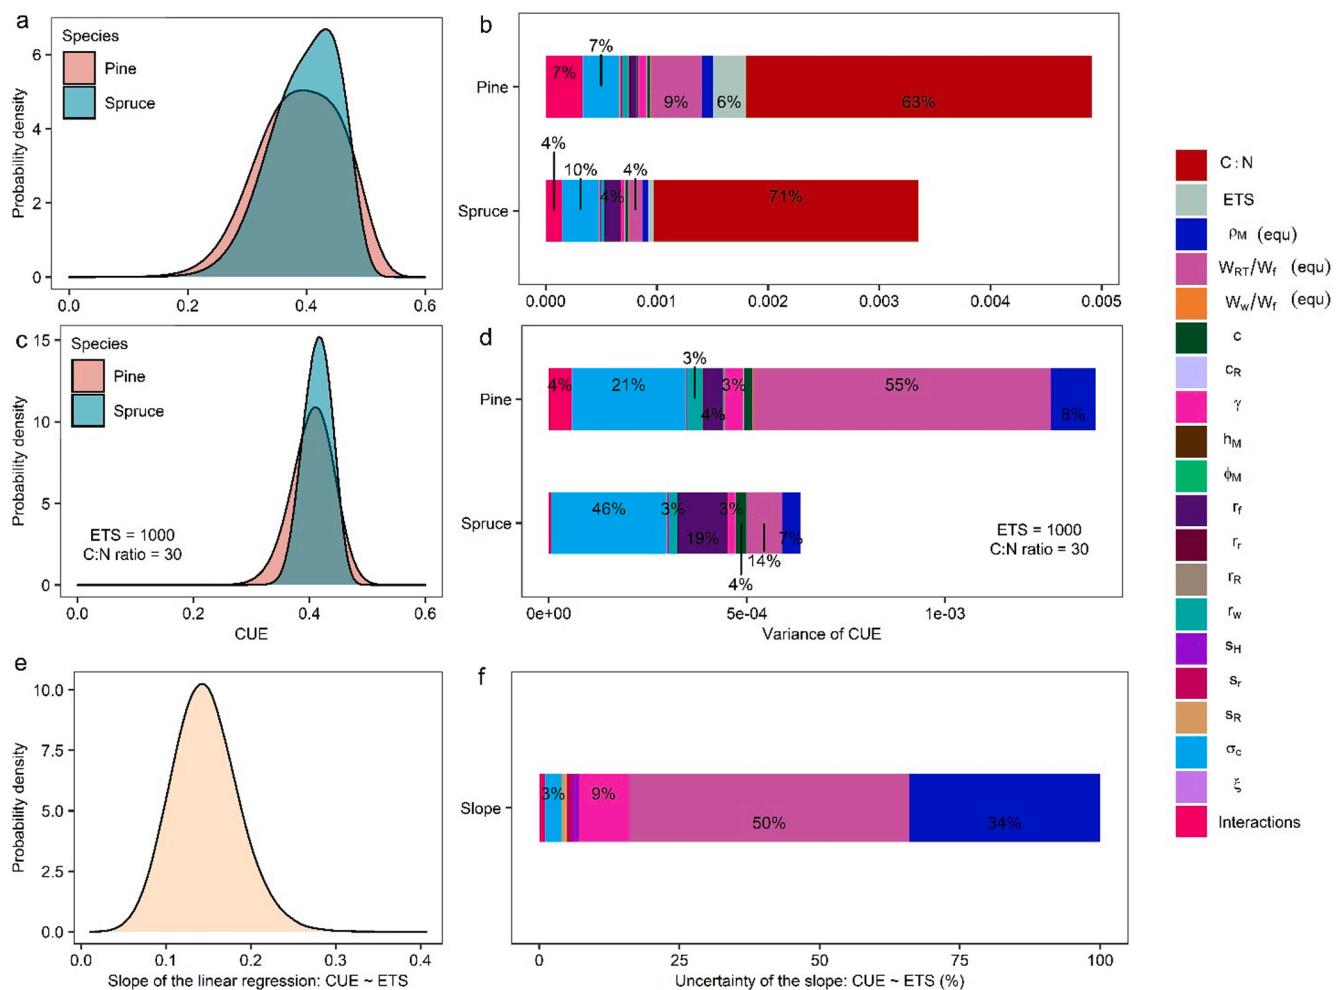 a
Species
Pine
Spruce
Probability density
6
4
2
0
0.0
0.2
0.4
0.6
b
Pine
Spruce
7%
7%
9%
6%
63%
4%
10%
4%
4%
71%
0.000
0.001
0.002
0.003
0.004
0.005
c
Species
Pine
Spruce
Probability density
15
10
5
0
ETS = 1000
C:N ratio = 30
0.0
0.2
0.4
0.6
CUE
d
Pine
Spruce
4%
21%
3%
4%
3%
55%
8%
46%
3%
19%
3%
4%
14%
7%
ETS = 1000
C:N ratio = 30
0e+00
5e-04
1e-03
Variance of CUE
e
Probability density
10.0
7.5
5.0
2.5
0.0
0.0
0.1
0.2
0.3
0.4
Slope of the linear regression: CUE ~ ETS
f
Slope
3%
9%
50%
34%
0
25
50
75
100
Uncertainty of the slope: CUE ~ ETS (%)
C : N
ETS
ρM (equ)
WRT/Wf (equ)
Ww/Wf (equ)
c
cR
γ
hM
ϕM
rf
rr
rR
rw
sH
sr
sR
σc
ξ
Interactions